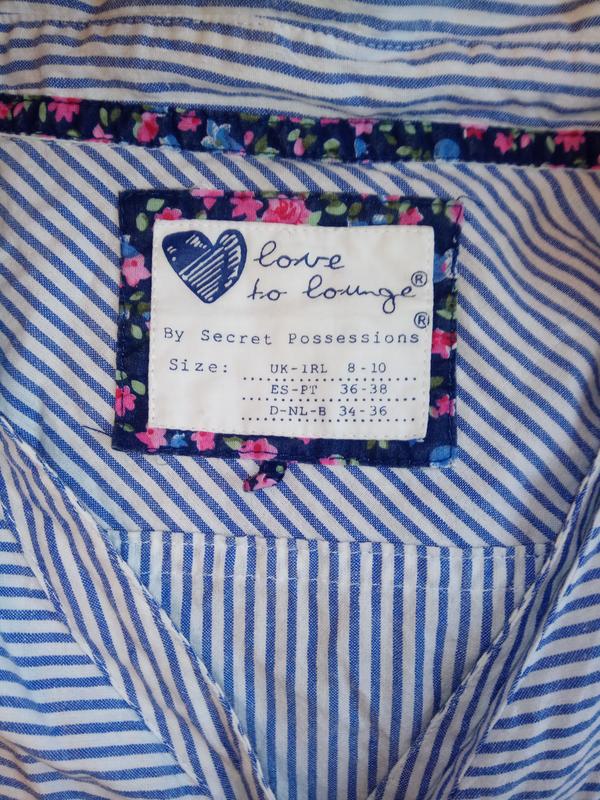 love
to lounge®
By Secret Possessions®
Size: UK-IRL 8-10
ES-PT 36-38
D-NL-B 34-36